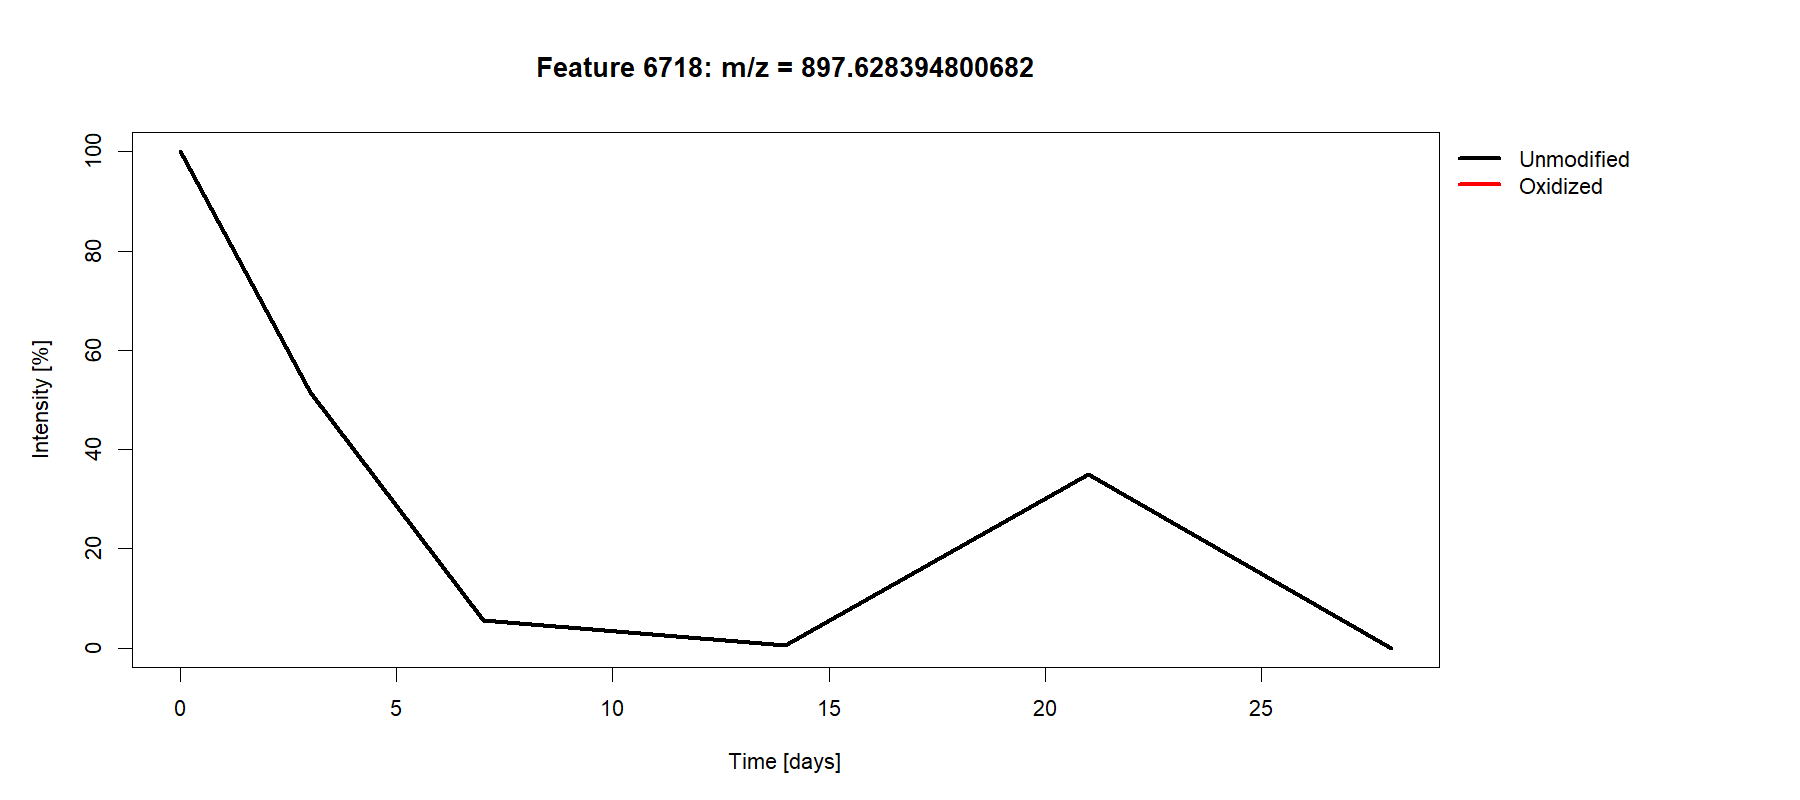 Feature 6718: m/z = 897.628394800682
Unmodified
Oxidized
Intensity [%]
100
80
60
40
20
0
0 5 10 15 20 25
Time [days]